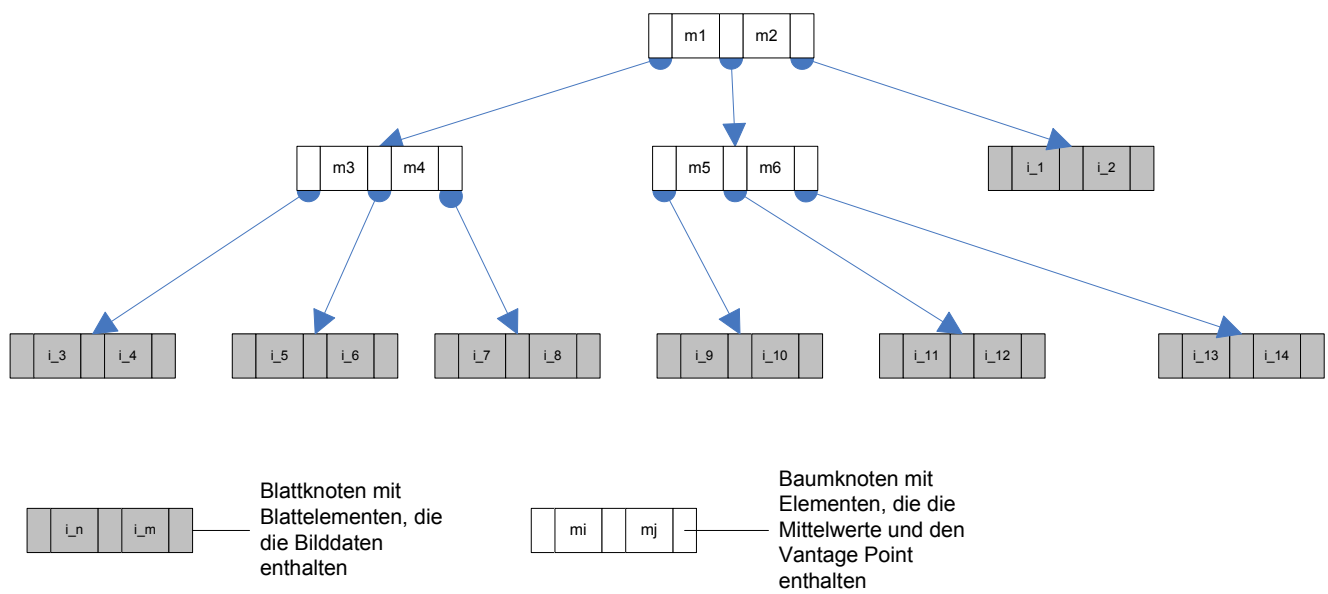 m1 m2
m3 m4
m5 m6
i_1 i_2
i_3 i_4
i_5 i_6
i_7 i_8
i_9 i_10
i_11 i_12
i_13 i_14
i_n i_m
Blattknoten mit
Blattelementen, die
die Bilddaten
enthalten
mi mj
Baumknoten mit
Elementen, die die
Mittelwerte und den
Vantage Point
enthalten